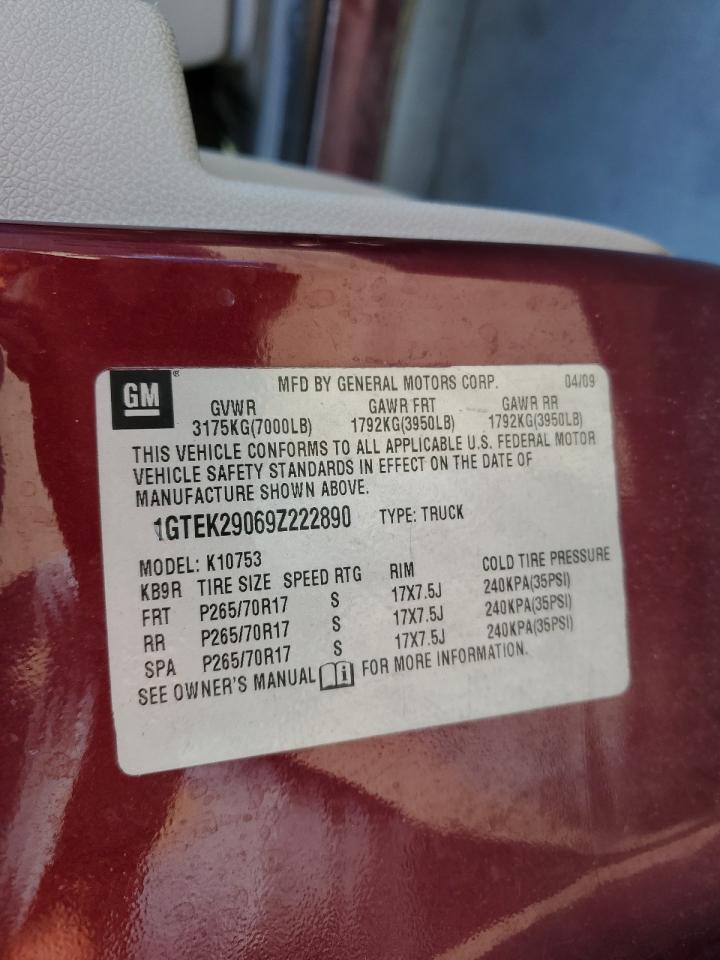 GM®
MFD BY GENERAL MOTORS CORP. 04/09
GVWR GAWR FRT GAWR RR
3175KG(7000LB) 1792KG(3950LB) 1792KG(3950LB)
THIS VEHICLE CONFORMS TO ALL APPLICABLE U.S. FEDERAL MOTOR
VEHICLE SAFETY STANDARDS IN EFFECT ON THE DATE OF
MANUFACTURE SHOWN ABOVE.
1GTEK29069Z222890 TYPE: TRUCK
MODEL: K10753
KB9R TIRE SIZE SPEED RTG RIM COLD TIRE PRESSURE
FRT P265/70R17 S 17X7.5J 240KPA(35PSI)
RR P265/70R17 S 17X7.5J 240KPA(35PSI)
SPA P265/70R17 S 17X7.5J 240KPA(35PSI)
SEE OWNER'S MANUAL i FOR MORE INFORMATION.